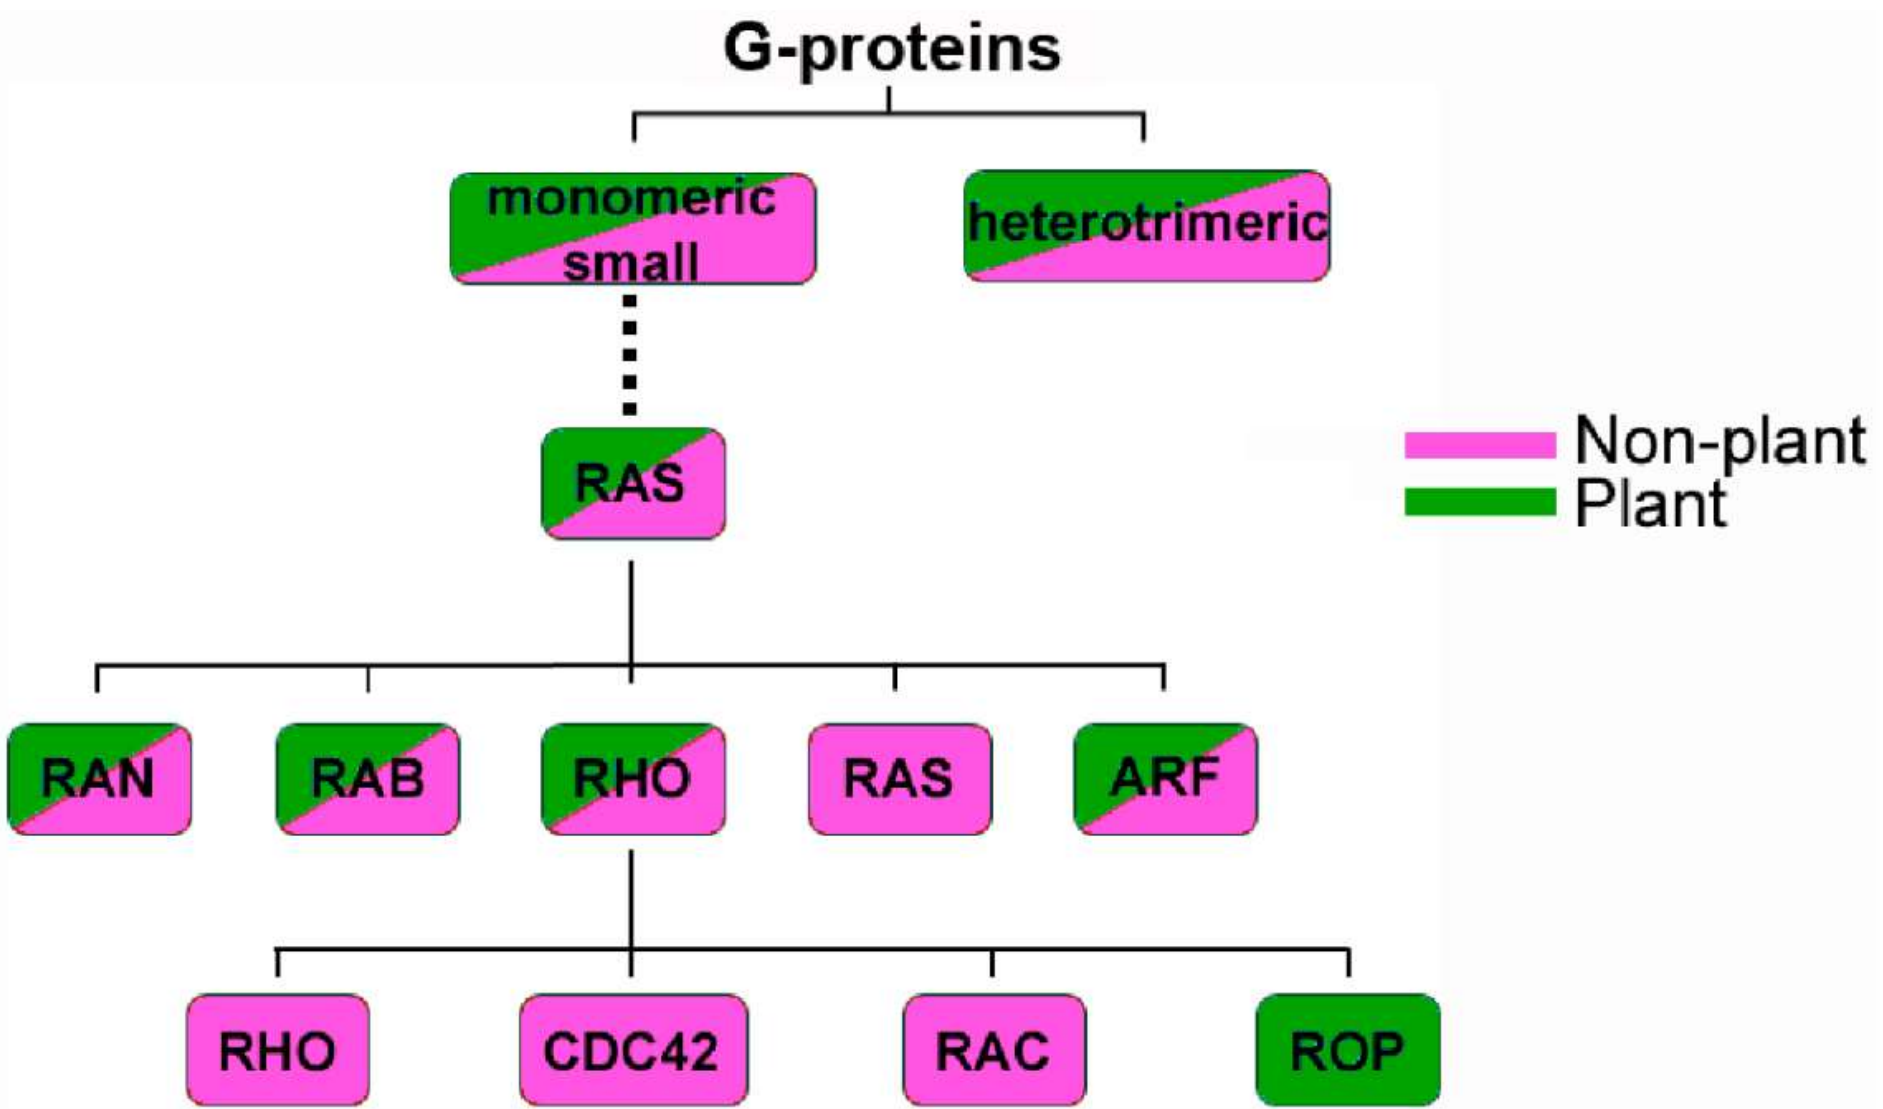 G-proteins
monomeric
small
heterotrimeric
RAS
Non-plant
Plant
RAN
RAB
RHO
RAS
ARF
RHO
CDC42
RAC
ROP